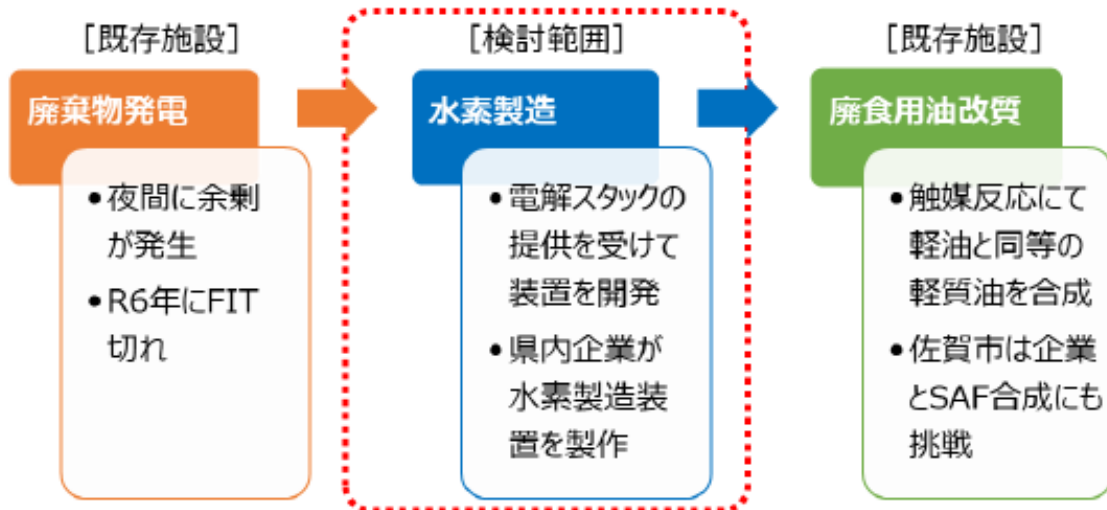 [既存施設]
廃棄物発電
•夜間に余剰
が発生
•R6年にFIT
切れ
[検討範囲]
水素製造
•電解スタックの
提供を受けて
装置を開発
•県内企業が
水素製造装
置を製作
[既存施設]
廃食用油改質
•触媒反応にて
軽油と同等の
軽質油を合成
•佐賀市は企業
とSAF合成にも
挑戦